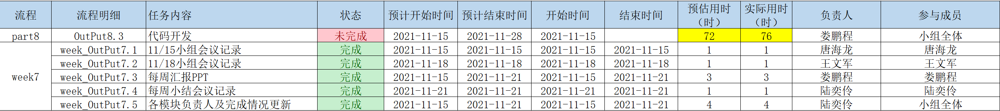 流程 流程明细 任务内容 状态 预计开始时间 预计结束时间 开始时间 结束时间 预估用时（时） 实际用时（时） 负责人 参与成员
part8 OutPut8.3 代码开发 未完成 2021-11-15 2021-11-28 2021-11-15 72 76 娄鹏程 小组全体
week7 week_OutPut7.1 11/15小组会议记录 完成 2021-11-15 2021-11-15 2021-11-15 2021-11-15 1 1 唐海龙 唐海龙
week_OutPut7.2 11/18小组会议记录 完成 2021-11-18 2021-11-18 2021-11-18 2021-11-18 1 1 王文军 王文军
week_OutPut7.3 每周汇报PPT 完成 2021-11-15 2021-11-21 2021-11-15 2021-11-21 3 3 娄鹏程 娄鹏程
week_OutPut7.4 每周小结会议记录 完成 2021-11-21 2021-11-21 2021-11-21 2021-11-21 1 1 陆奕伶 陆奕伶
week_OutPut7.5 各模块负责人及完成情况更新 完成 2021-11-15 2021-11-21 2021-11-15 2021-11-21 4 4 陆奕伶 小组全体